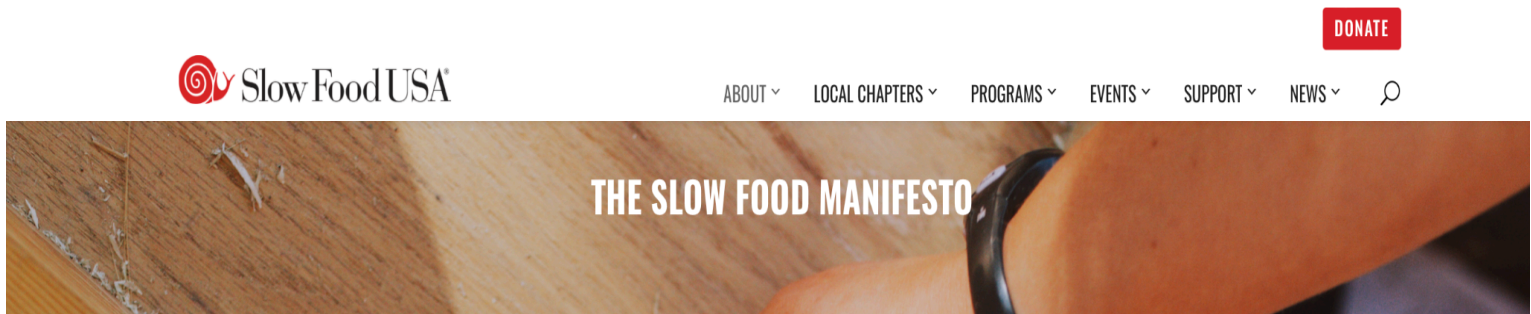 DONATE
Slow Food USA®
ABOUT LOCAL CHAPTERS PROGRAMS EVENTS SUPPORT NEWS
THE SLOW FOOD MANIFESTO